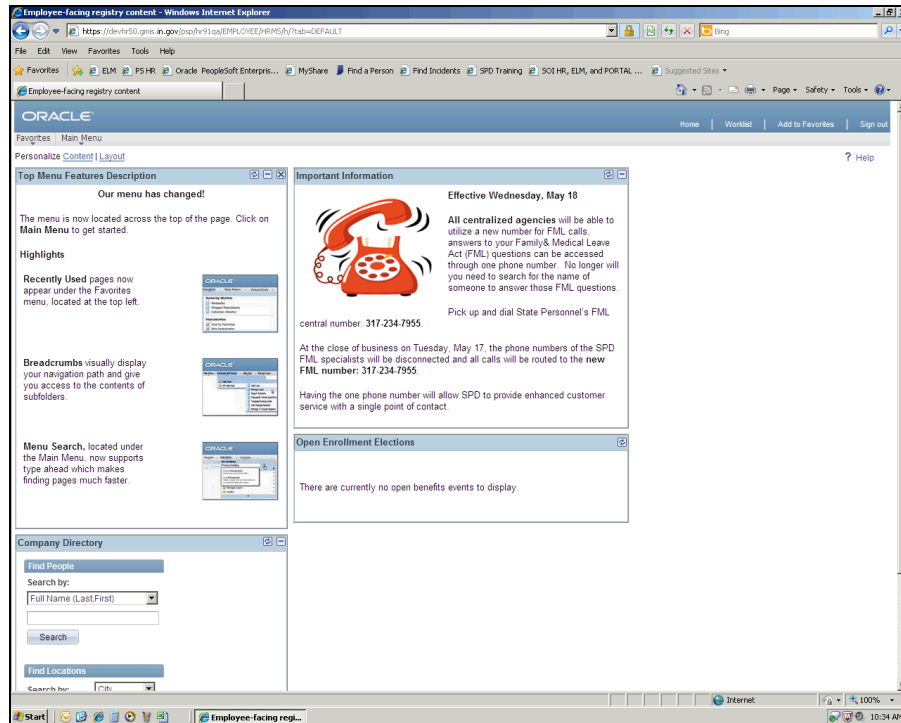 Employee-facing registry content - Windows Internet Explorer
https://devhr50.gmis.in.gov/psp/hr91qa/EMPLOYEE/HRMS/h/?tab=DEFAULT
Bing
File Edit View Favorites Tools Help
Favorites ELM PS HR Oracle PeopleSoft Enterpris... MyShare Find a Person Find Incidents SPD Training SOI HR, ELM, and PORTAL ... Suggested Sites
Employee-facing registry content
Page Safety Tools
ORACLE
Home | Worklist | Add to Favorites | Sign out
Favorites Main Menu
Personalize Content | Layout
? Help
Top Menu Features Description
Our menu has changed!
The menu is now located across the top of the page. Click on
Main Menu to get started.
Highlights
Recently Used pages now
appear under the Favorites
menu, located at the top left.
ORACLE
Breadcrumbs visually display
your navigation path and give
you access to the contents of
subfolders.
ORACLE
Menu Search, located under
the Main Menu, now supports
type ahead which makes
finding pages much faster.
ORACLE
Important Information
Effective Wednesday, May 18
All centralized agencies will be able to
utilize a new number for FML calls,
answers to your Family& Medical Leave
Act (FML) questions can be accessed
through one phone number. No longer will
you need to search for the name of
someone to answer those FML questions.
Pick up and dial State Personnel's FML
central number: 317-234-7955.
At the close of business on Tuesday, May 17, the phone numbers of the SPD
FML specialists will be disconnected and all calls will be routed to the new
FML number: 317-234-7955.
Having the one phone number will allow SPD to provide enhanced customer
service with a single point of contact.
Open Enrollment Elections
There are currently no open benefits events to display.
Company Directory
Find People
Search by:
Full Name (Last,First)
Search
Find Locations
Search by: City
Internet
100%
Start
Employee-facing regi...
10:34 AM